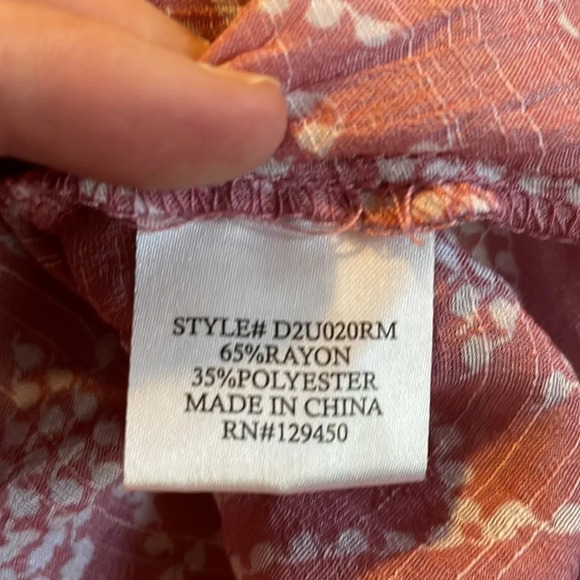 STYLE# D2U020RM
65%RAYON
35%POLYESTER
MADE IN CHINA
RN#129450